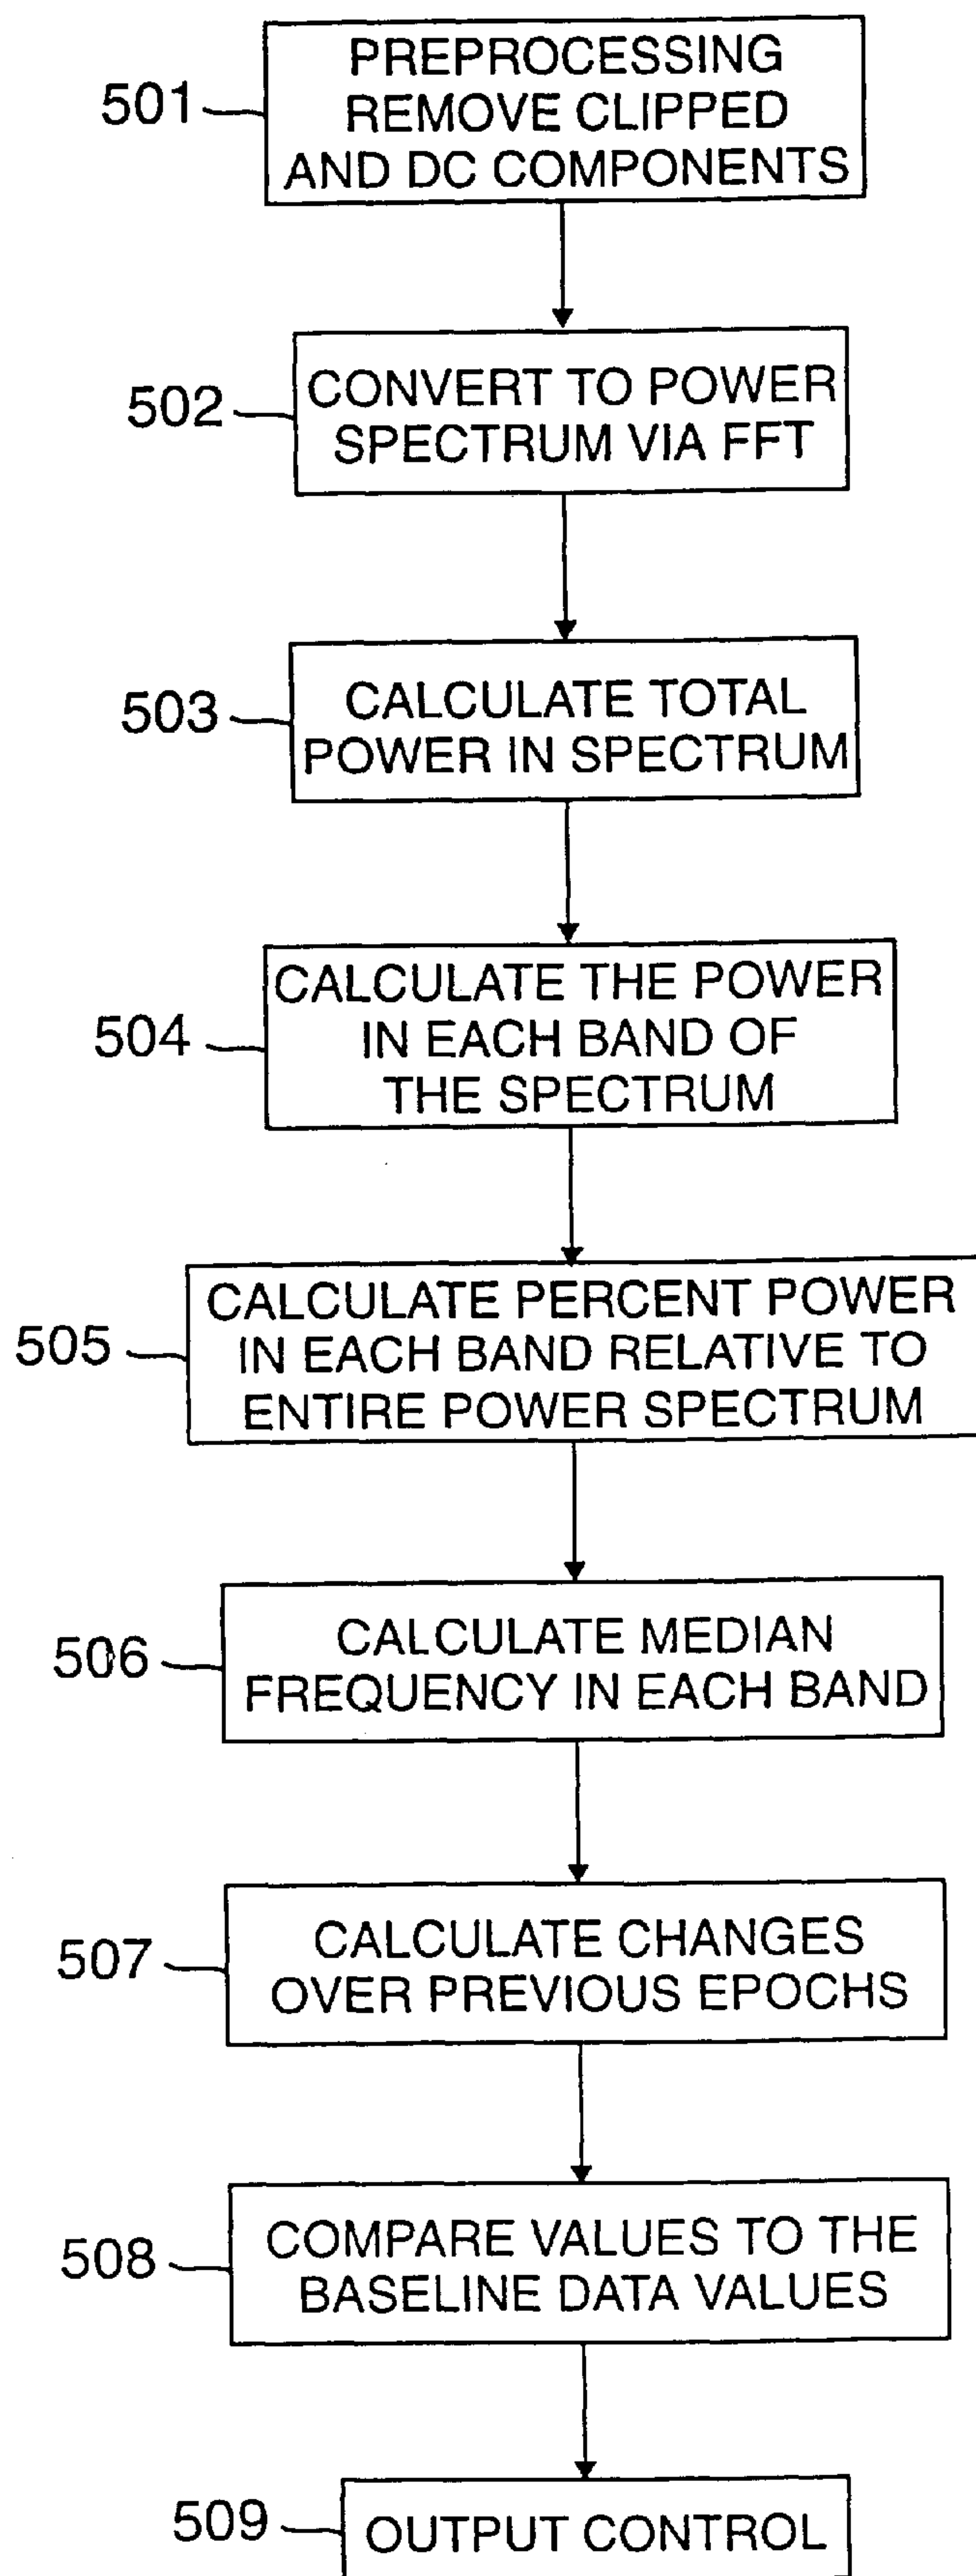 501
PREPROCESSING
REMOVE CLIPPED
AND DC COMPONENTS
502
CONVERT TO POWER
SPECTRUM VIA FFT
503
CALCULATE TOTAL
POWER IN SPECTRUM
504
CALCULATE THE POWER
IN EACH BAND OF
THE SPECTRUM
505
CALCULATE PERCENT POWER
IN EACH BAND RELATIVE TO
ENTIRE POWER SPECTRUM
506
CALCULATE MEDIAN
FREQUENCY IN EACH BAND
507
CALCULATE CHANGES
OVER PREVIOUS EPOCHS
508
COMPARE VALUES TO THE
BASELINE DATA VALUES
509
OUTPUT CONTROL